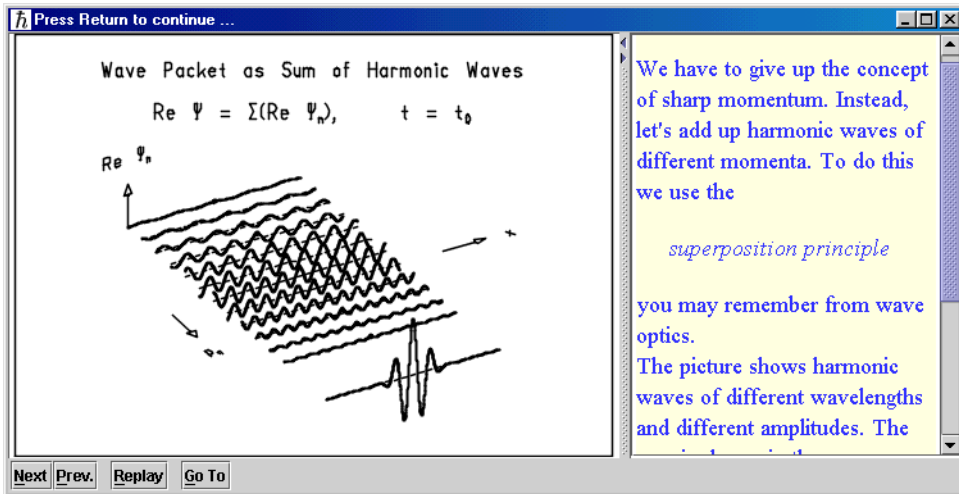 ħ Press Return to continue ...
Wave Packet as Sum of Harmonic Waves
Re Ψ = Σ(Re Ψn), t = t0
Re Ψn
x
pn
We have to give up the concept
of sharp momentum. Instead,
let's add up harmonic waves of
different momenta. To do this
we use the
superposition principle
you may remember from wave
optics.
The picture shows harmonic
waves of different wavelengths
and different amplitudes. The
Next Prev. Replay Go To